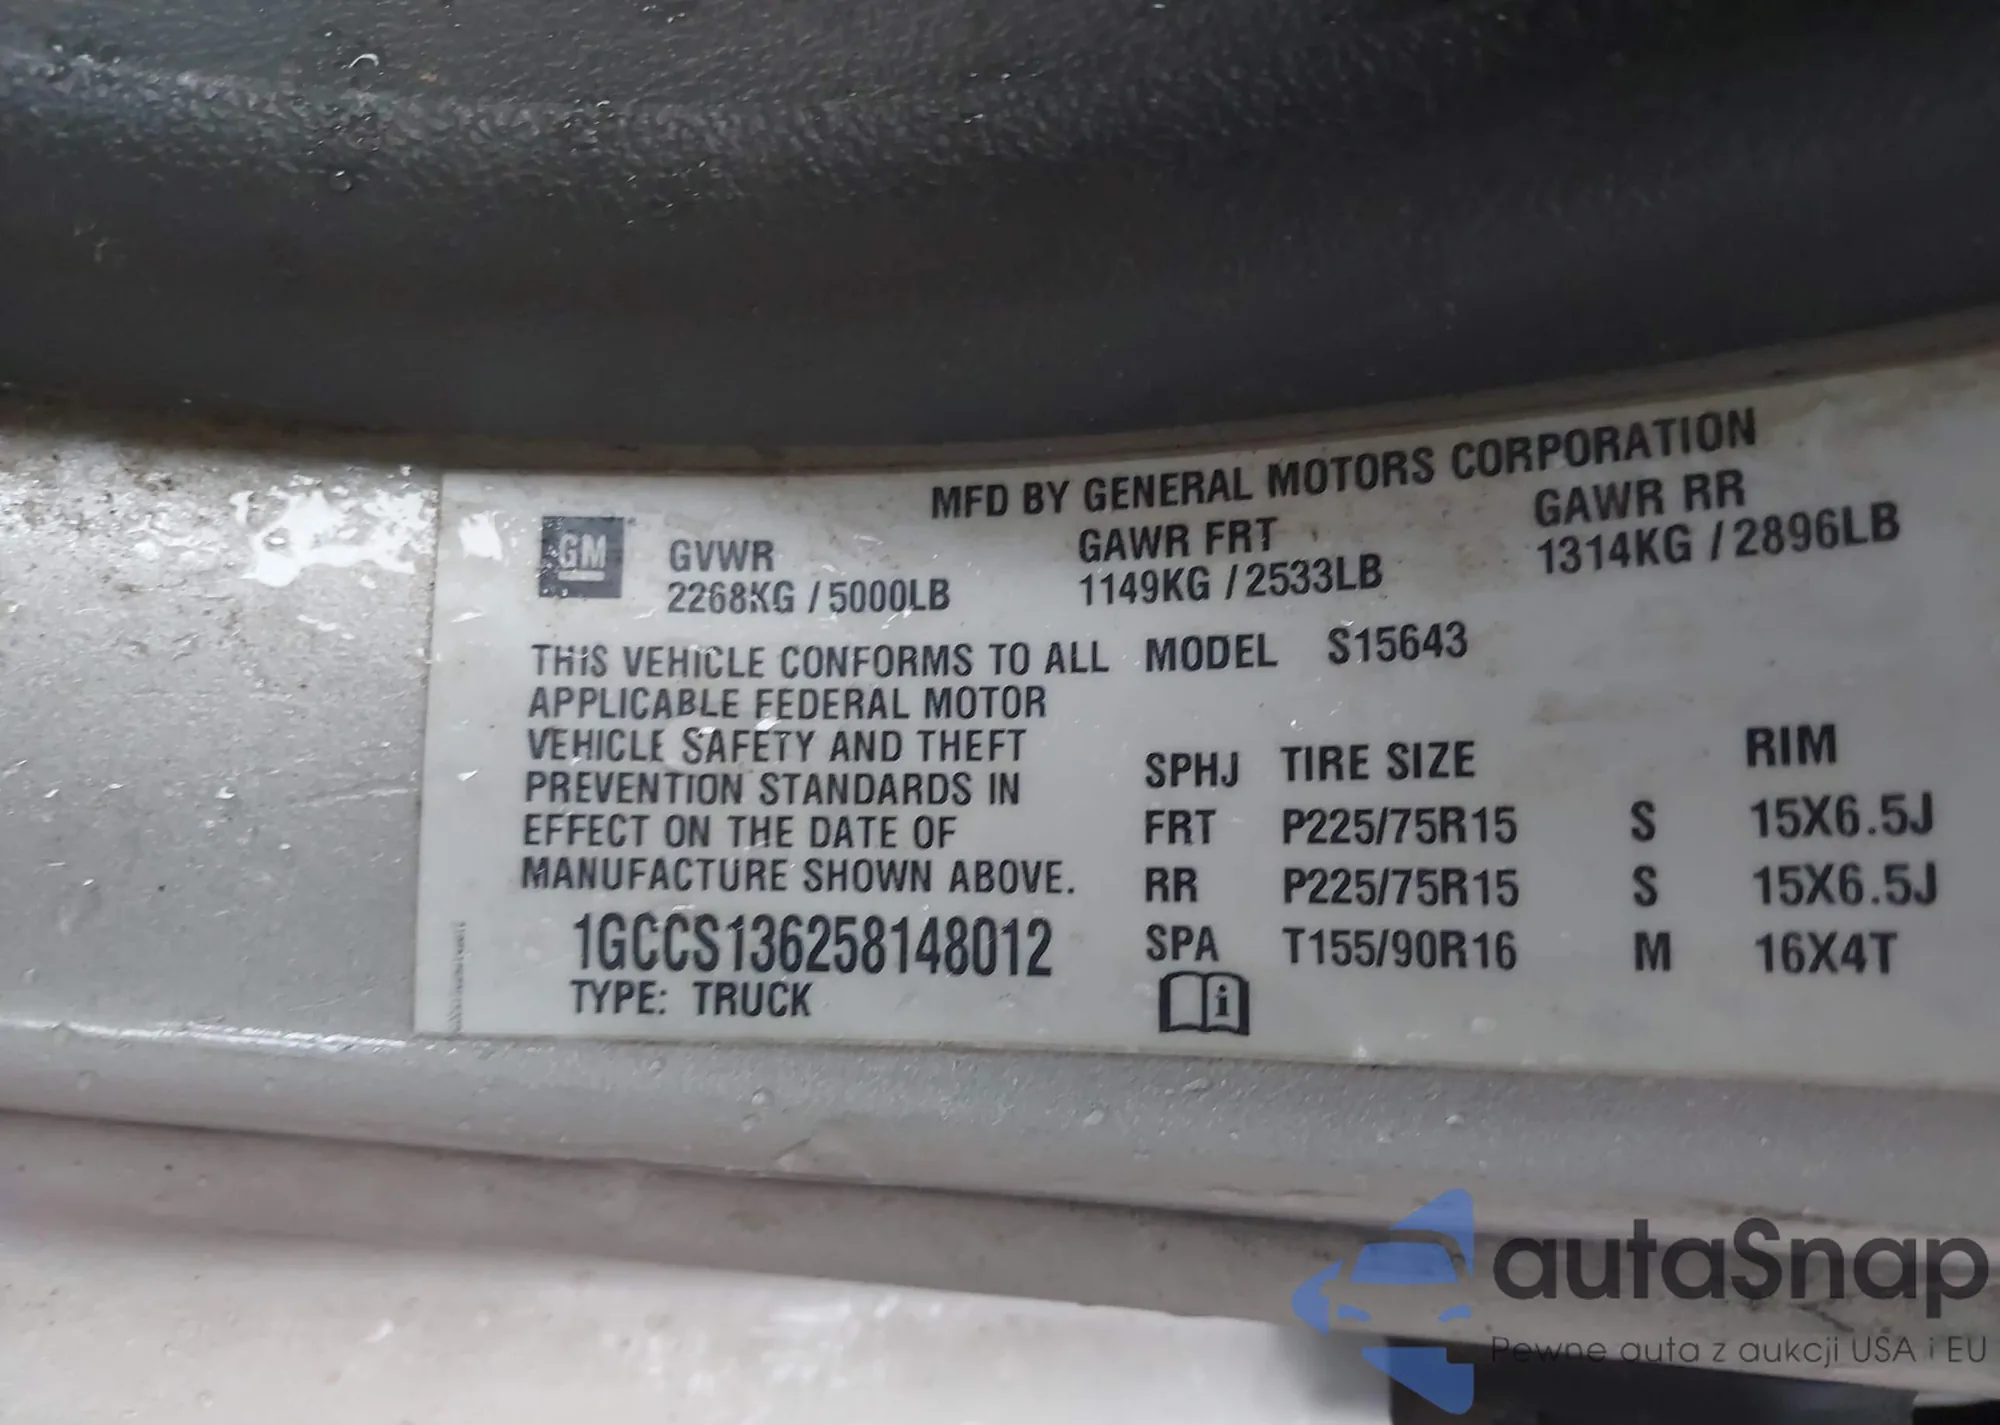 MFD BY GENERAL MOTORS CORPORATION
GM GVWR GAWR FRT GAWR RR
2268KG / 5000LB 1149KG / 2533LB 1314KG / 2896LB
THIS VEHICLE CONFORMS TO ALL MODEL S15643
APPLICABLE FEDERAL MOTOR
VEHICLE SAFETY AND THEFT
PREVENTION STANDARDS IN
EFFECT ON THE DATE OF
MANUFACTURE SHOWN ABOVE.
1GCCS136258148012
TYPE: TRUCK
SPHJ TIRE SIZE RIM
FRT P225/75R15 S 15X6.5J
RR P225/75R15 S 15X6.5J
SPA T155/90R16 M 16X4T
i
autaSnap
Pewne auta z aukcji USA i EU